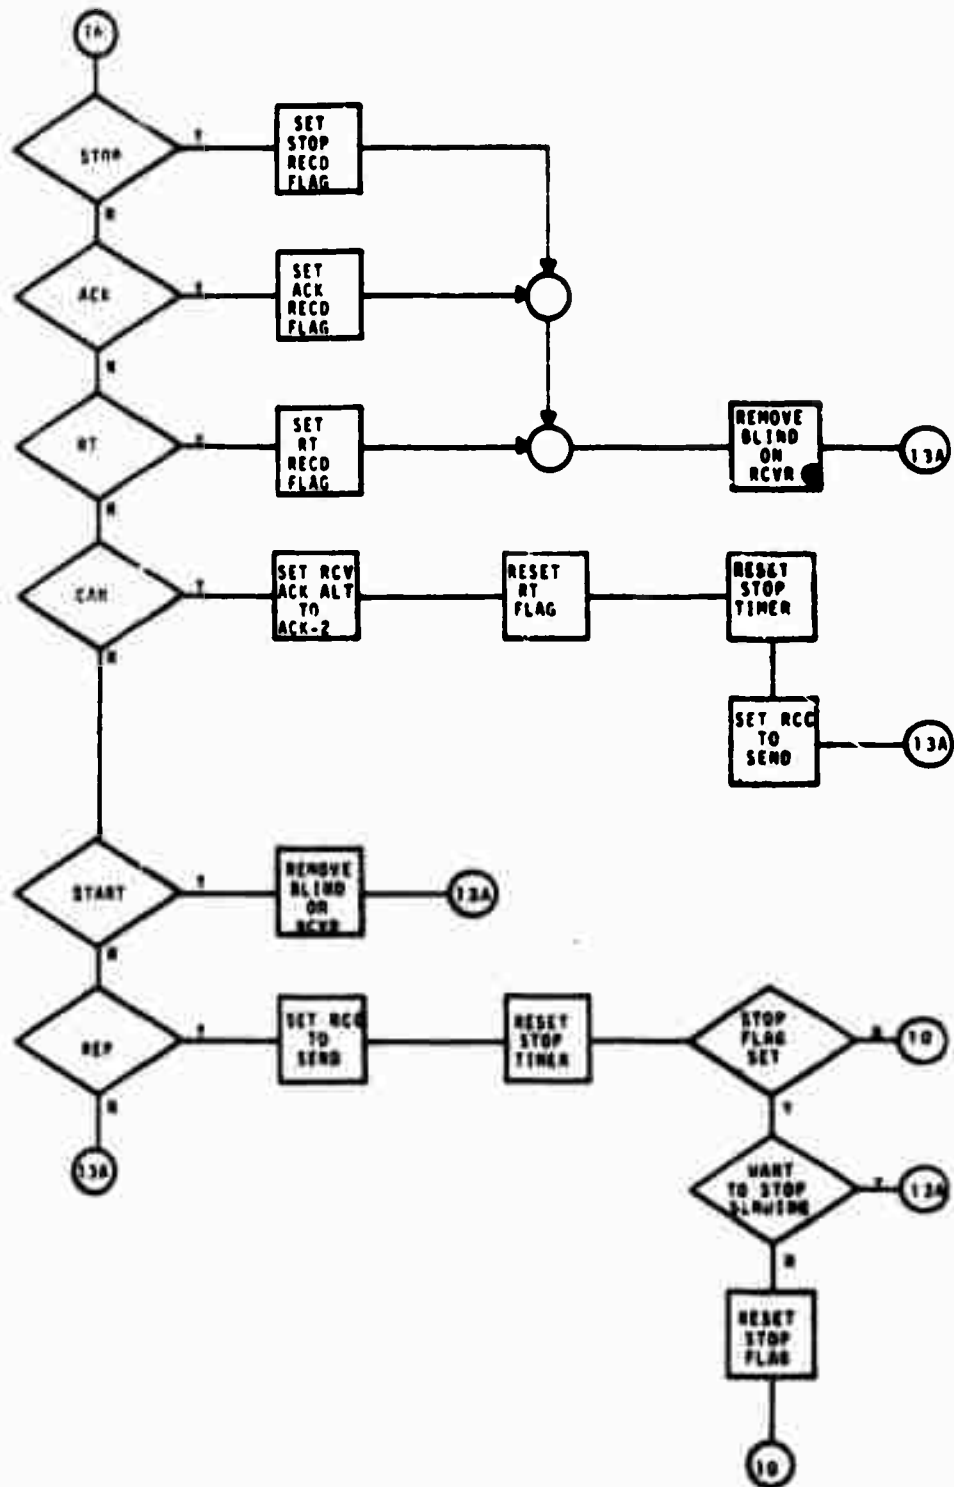 STOP
Y
SET
STOP
RECD
FLAG
N
ACK
Y
SET
ACK
RECD
FLAG
N
RT
Y
SET
RT
RECD
FLAG
REMOVE
BLIND
ON
RCVR
13A
N
CAN
Y
SET RCV
ACK ALT
TO
ACK-2
RESET
RT
FLAG
RESET
STOP
TIMER
N
SET RCC
TO
SEND
13A
START
Y
REMOVE
BLIND
ON
RCVR
13A
N
REP
Y
SET RCC
TO
SEND
RESET
STOP
TIMER
STOP
FLAG
SET
N
10
N
Y
13A
WANT
TO STOP
Y
13A
N
RESET
STOP
FLAG
10